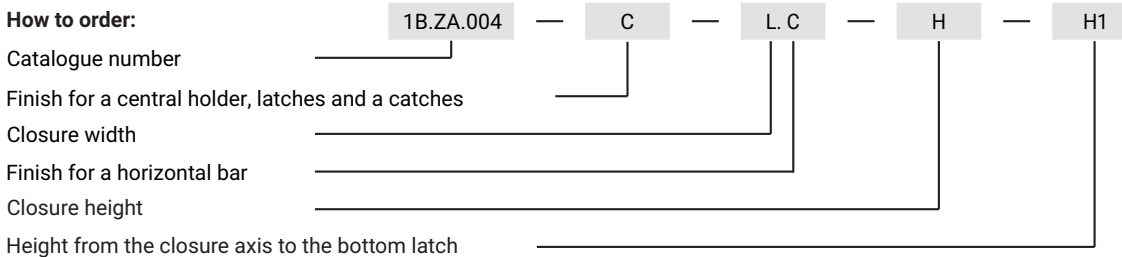 How to order: 1B.ZA.004 — C — L. C — H — H1
Catalogue number
Finish for a central holder, latches and a catches
Closure width
Finish for a horizontal bar
Closure height
Height from the closure axis to the bottom latch